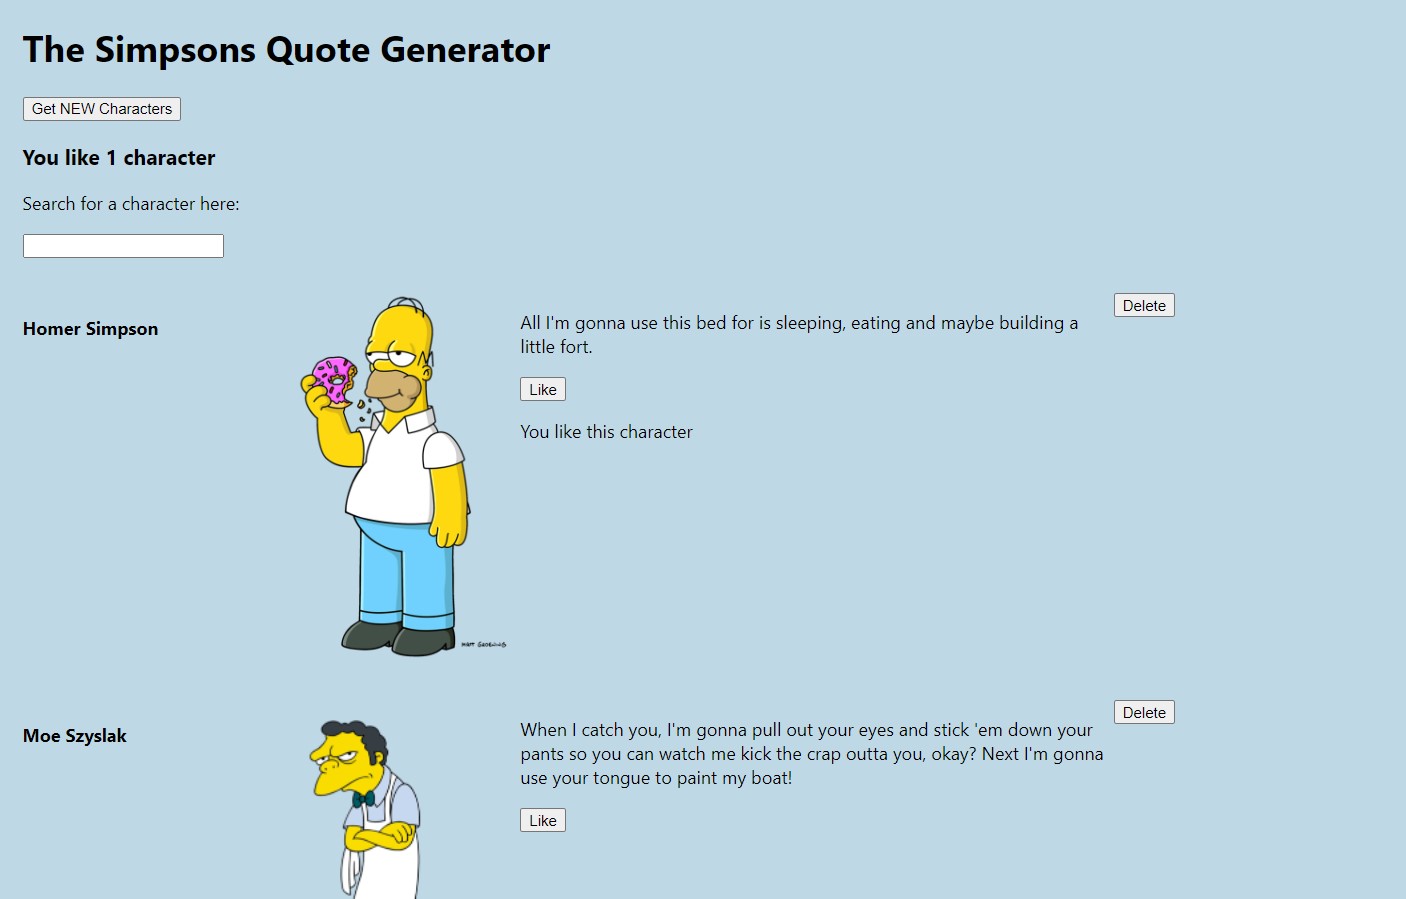 The Simpsons Quote Generator
Get NEW Characters
You like 1 character
Search for a character here:
Homer Simpson
All I'm gonna use this bed for is sleeping, eating and maybe building a
little fort.
Like
You like this character
Delete
MATT GROENING
Moe Szyslak
When I catch you, I'm gonna pull out your eyes and stick 'em down your
pants so you can watch me kick the crap outta you, okay? Next I'm gonna
use your tongue to paint my boat!
Like
Delete